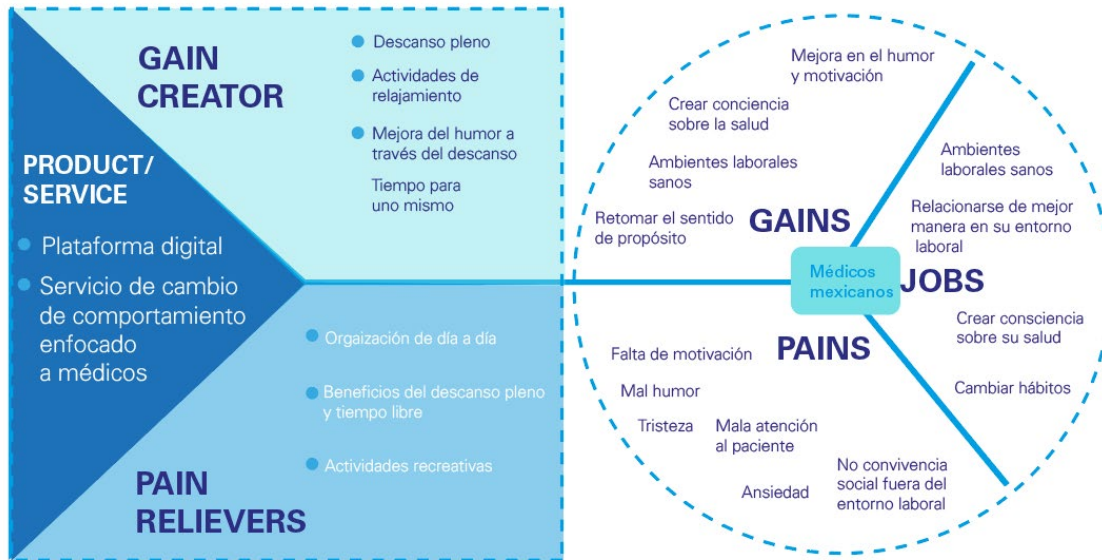 GAIN
CREATOR
Descanso pleno
Actividades de
relajamiento
Mejora del humor a
través del descanso
Tiempo para
uno mismo
PRODUCT/
SERVICE
Plataforma digital
Servicio de cambio
de comportamiento
enfocado
a médicos
Orgaización de día a día
Beneficios del descanso pleno
y tiempo libre
Actividades recreativas
PAIN
RELIEVERS
Mejora en el humor
y motivación
Crear conciencia
sobre la salud
Ambientes laborales
sanos
Retomar el sentido
de propósito
GAINS
Ambientes
laborales sanos
Relacionarse de mejor
manera en su entorno
laboral
Médicos
mexicanos
JOBS
Crear consciencia
sobre su salud
Cambiar hábitos
PAINS
Falta de motivación
Mal humor
Tristeza
Mala atención
al paciente
Ansiedad
No convivencia
social fuera del
entorno laboral